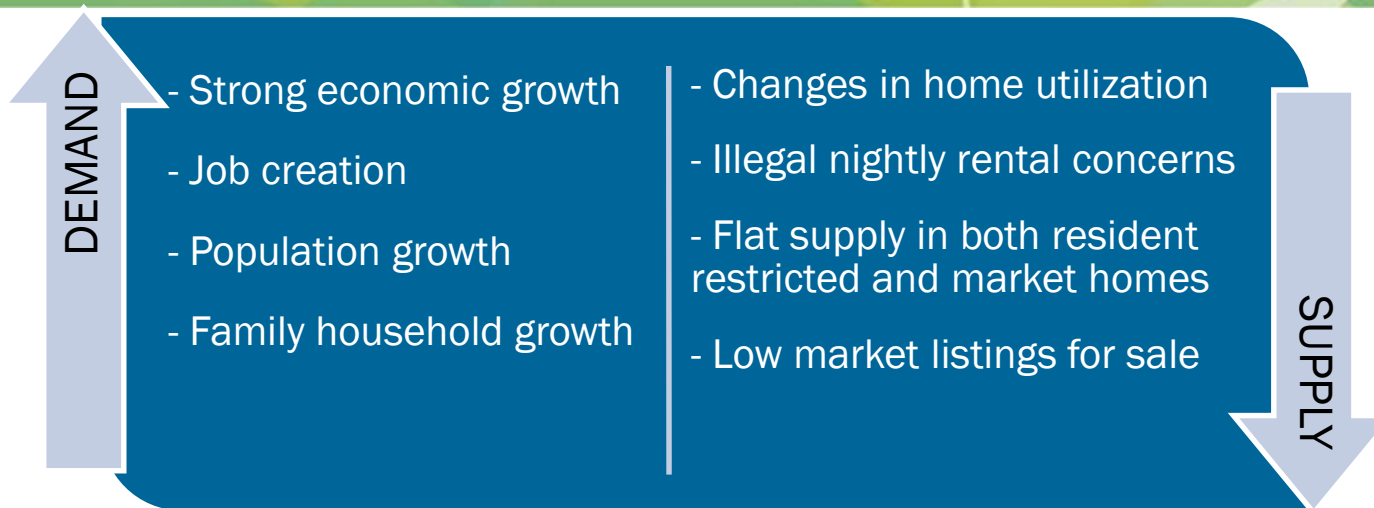 DEMAND
- Strong economic growth
- Job creation
- Population growth
- Family household growth
- Changes in home utilization
- Illegal nightly rental concerns
- Flat supply in both resident
restricted and market homes
- Low market listings for sale
SUPPLY